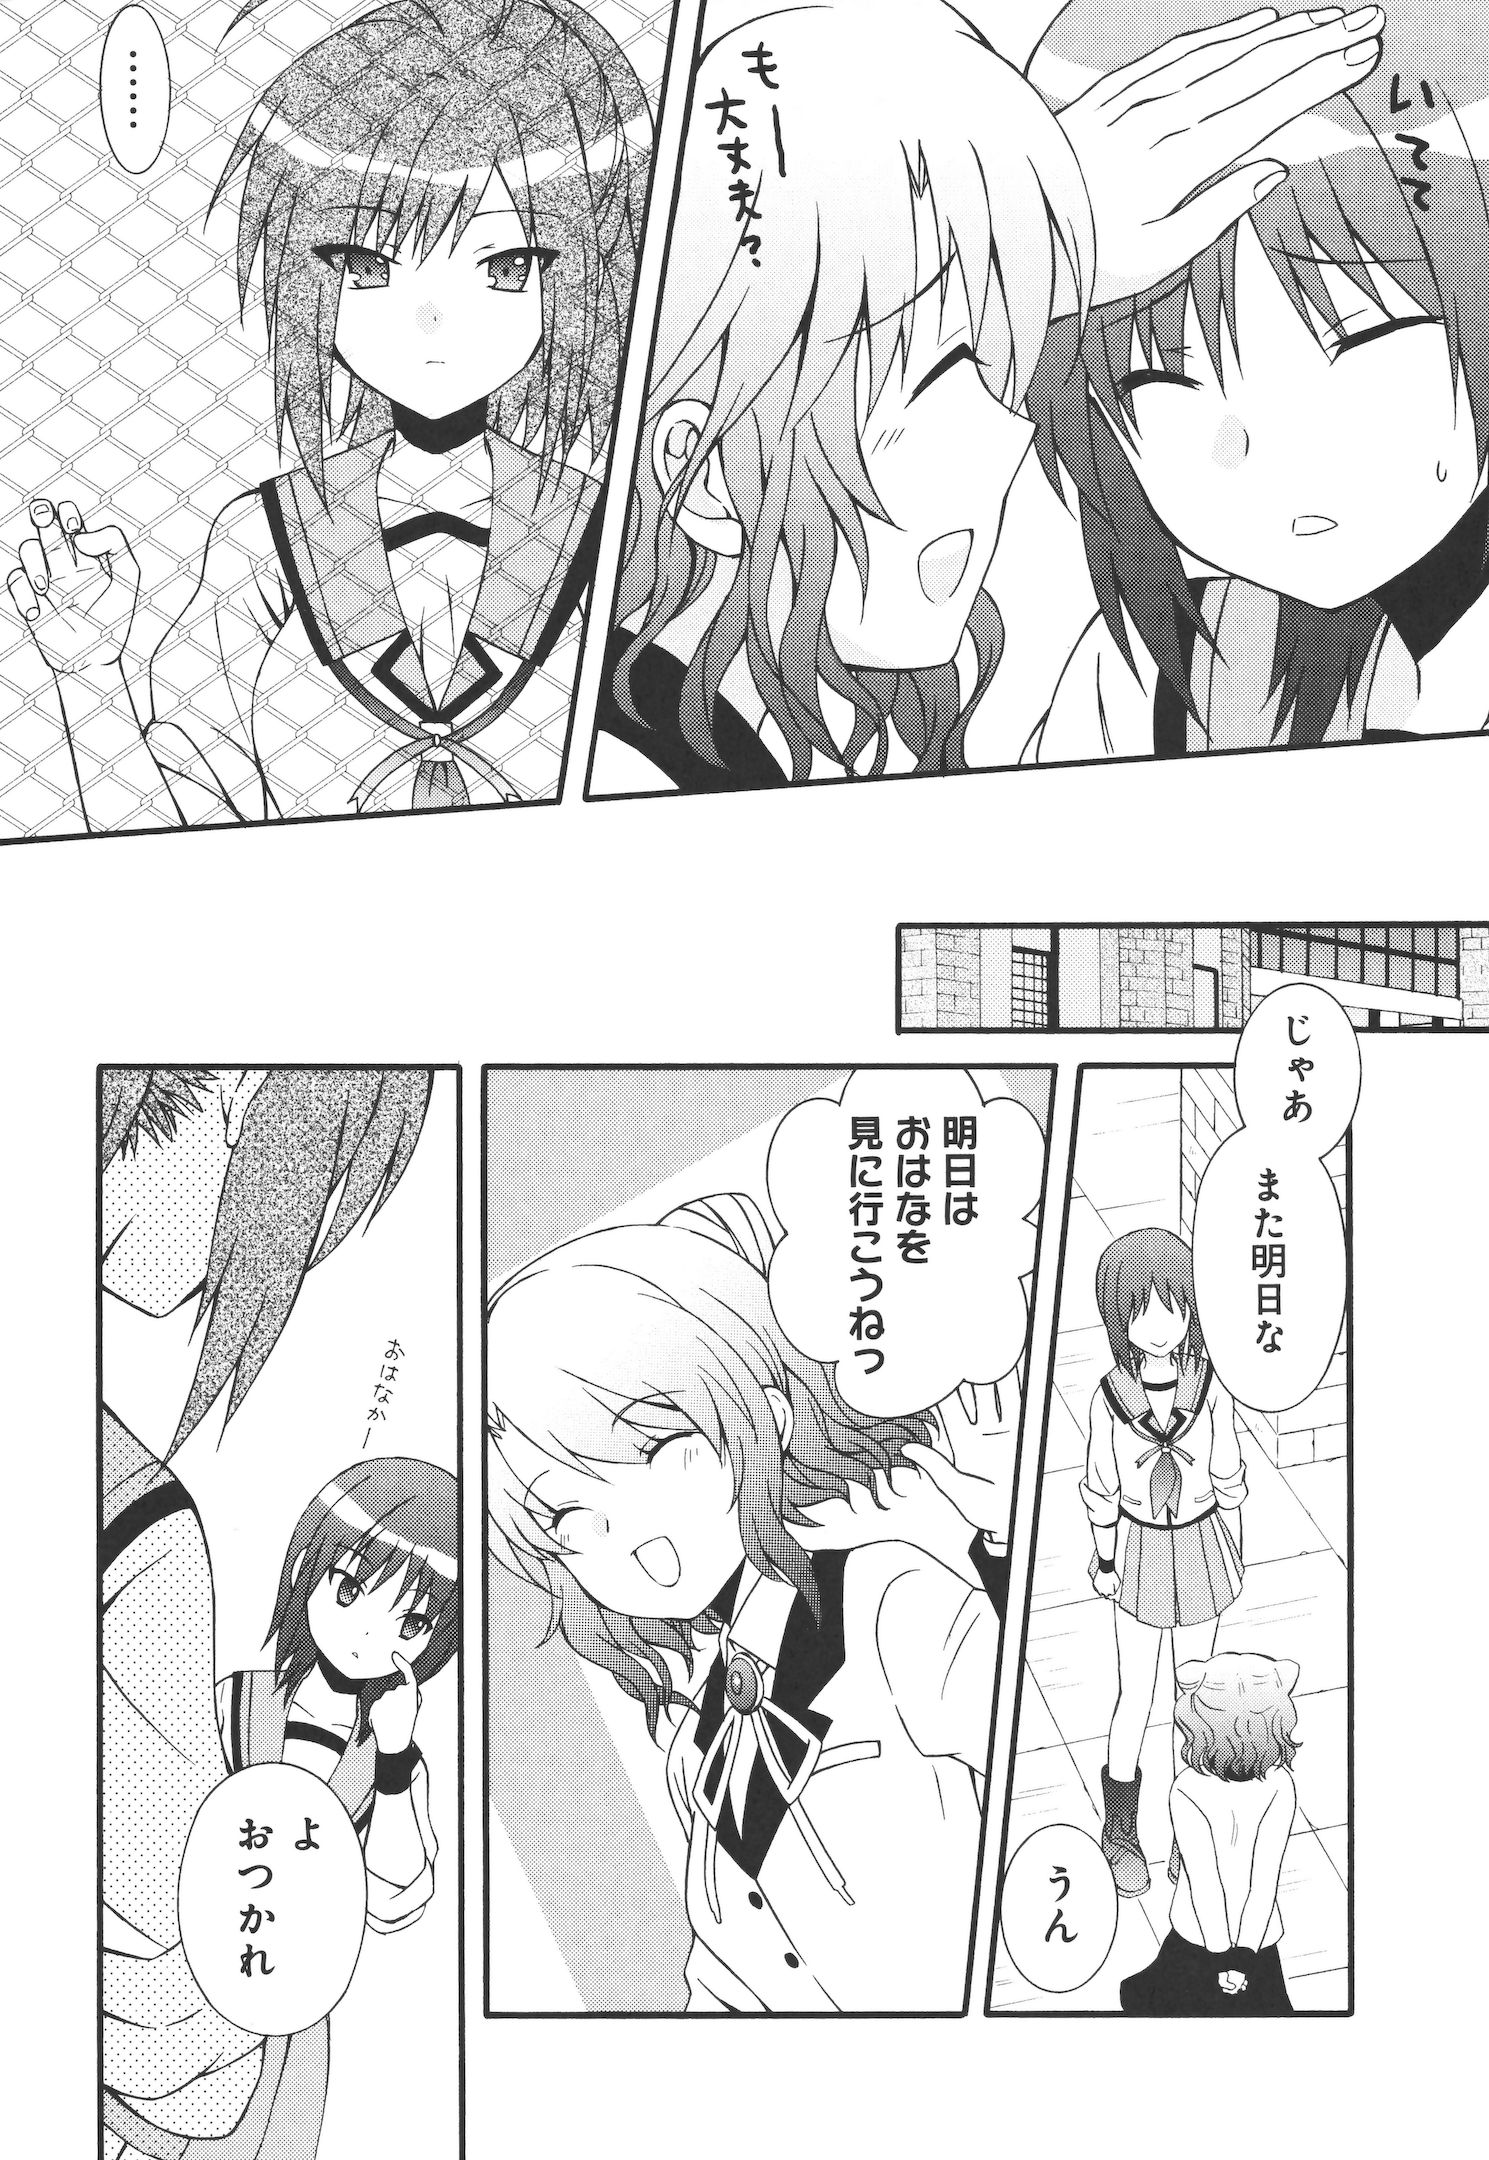 いててて
もー
大丈夫?
………
じゃあ
また明日な
うん
明日は
おはなを
見に行こうねっ
おはなかー
よ
おつかれ